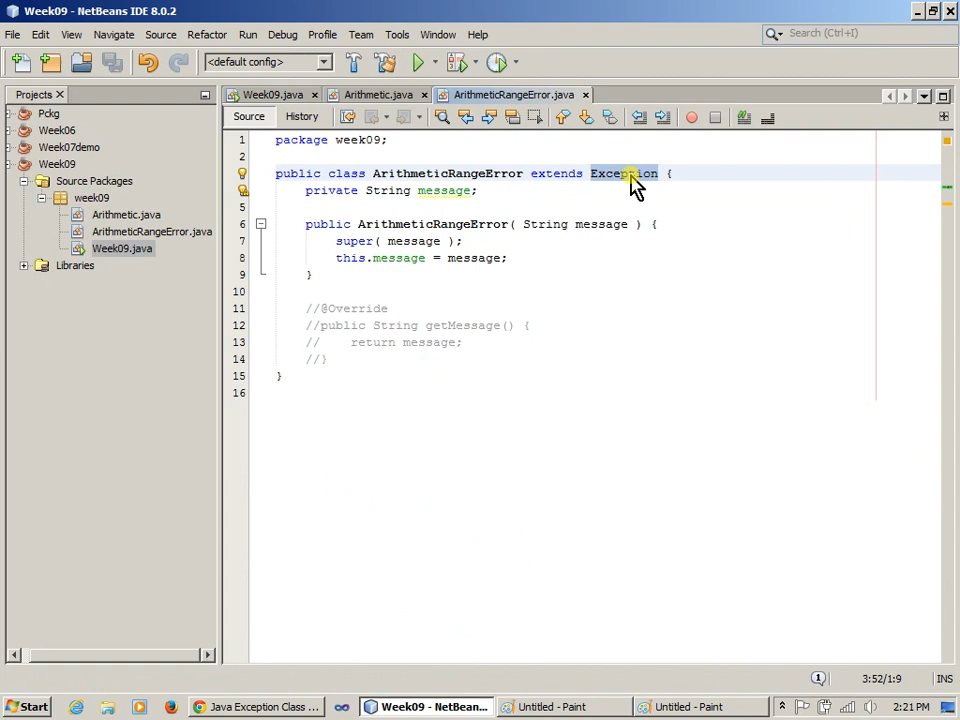 Week09 - NetBeans IDE 8.0.2
File Edit View Navigate Source Refactor Run Debug Profile Team Tools Window Help
Search (Ctrl+I)
<default config>
Projects
Week09.java Arithmetic.java ArithmeticRangeError.java
Source History
Pckg
Week06
Week07demo
Week09
Source Packages
week09
Arithmetic.java
ArithmeticRangeError.java
Week09.java
Libraries
1 package week09;
2
3 public class ArithmeticRangeError extends Exception {
4 private String message;
5
6 public ArithmeticRangeError( String message ) {
7 super( message );
8 this.message = message;
9 }
10
11 //@Override
12 //public String getMessage() {
13 // return message;
14 //}
15 }
16
1 3:52/1:9 INS
Start Java Exception Class ... Week09 - NetBean... Untitled - Paint Untitled - Paint 2:21 PM